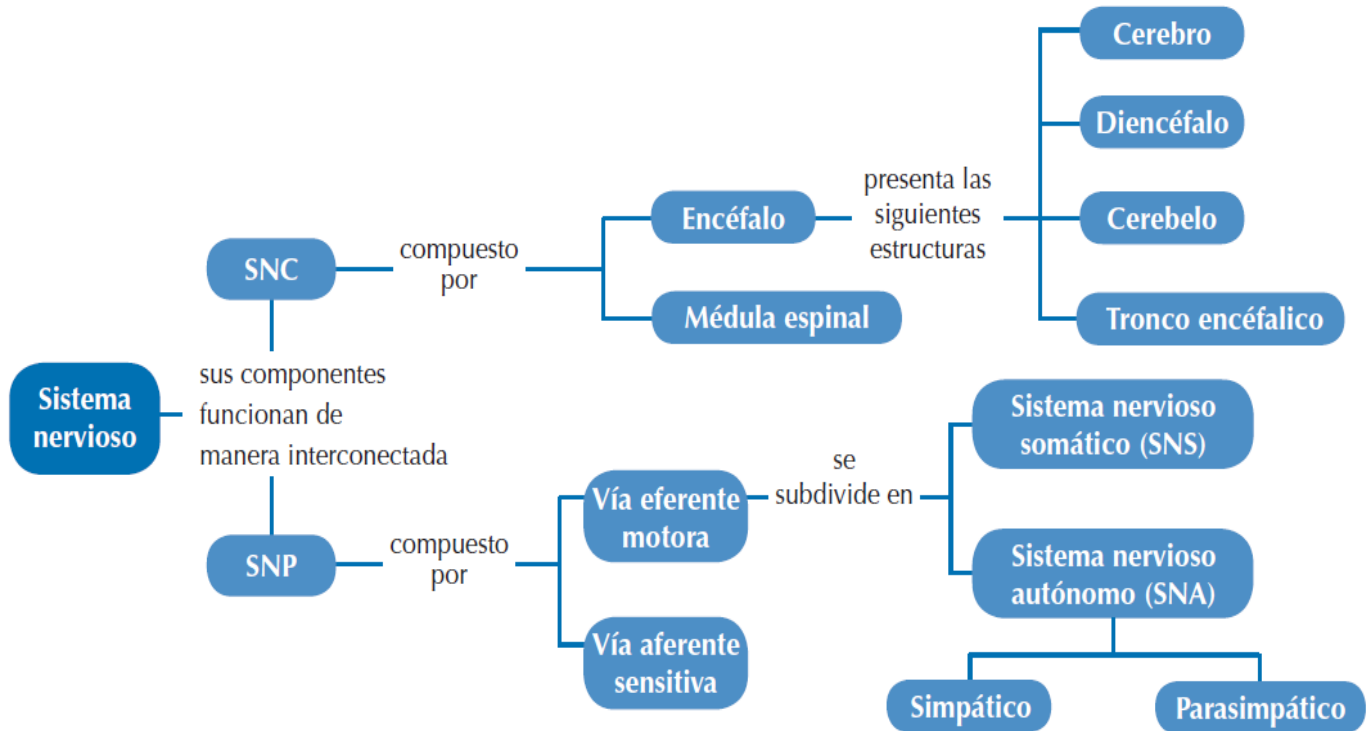 Sistema
nervioso
sus componentes
funcionan de
manera interconectada
SNC
compuesto
por
Encéfalo
presenta las
siguientes
estructuras
Cerebro
Diencéfalo
Cerebelo
Tronco encéfalico
Médula espinal
SNP
compuesto
por
Vía eferente
motora
se
subdivide en
Sistema nervioso
somático (SNS)
Sistema nervioso
autónomo (SNA)
Simpático
Parasimpático
Vía aferente
sensitiva